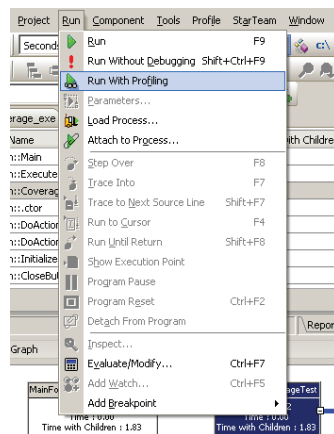 Project Run Component Tools Profile StarTeam Window
Second
c:\
Run F9
Run Without Debugging Shift+Ctrl+F9
Run With Profiling
Parameters...
rage_exe
Load Process...
Name
Attach to Process...
ith Childre
n::Main
Step Over F8
n::Execute
Trace Into F7
n::Coverag
Trace to Next Source Line Shift+F7
n::.ctor
Run to Cursor F4
n::DoAction
Run Until Return Shift+F8
n::DoAction
Show Execution Point
n::Initialize
Program Pause
n::CloseBu
Program Reset Ctrl+F2
Detach From Program
Repor
Inspect...
Graph
Evaluate/Modify... Ctrl+F7
Add Watch... Ctrl+F5
MainFo
Add Breakpoint
ageTest
2
Time : 0.00
Time : 0.00
Time with Children : 1.83
Time with Children : 1.83